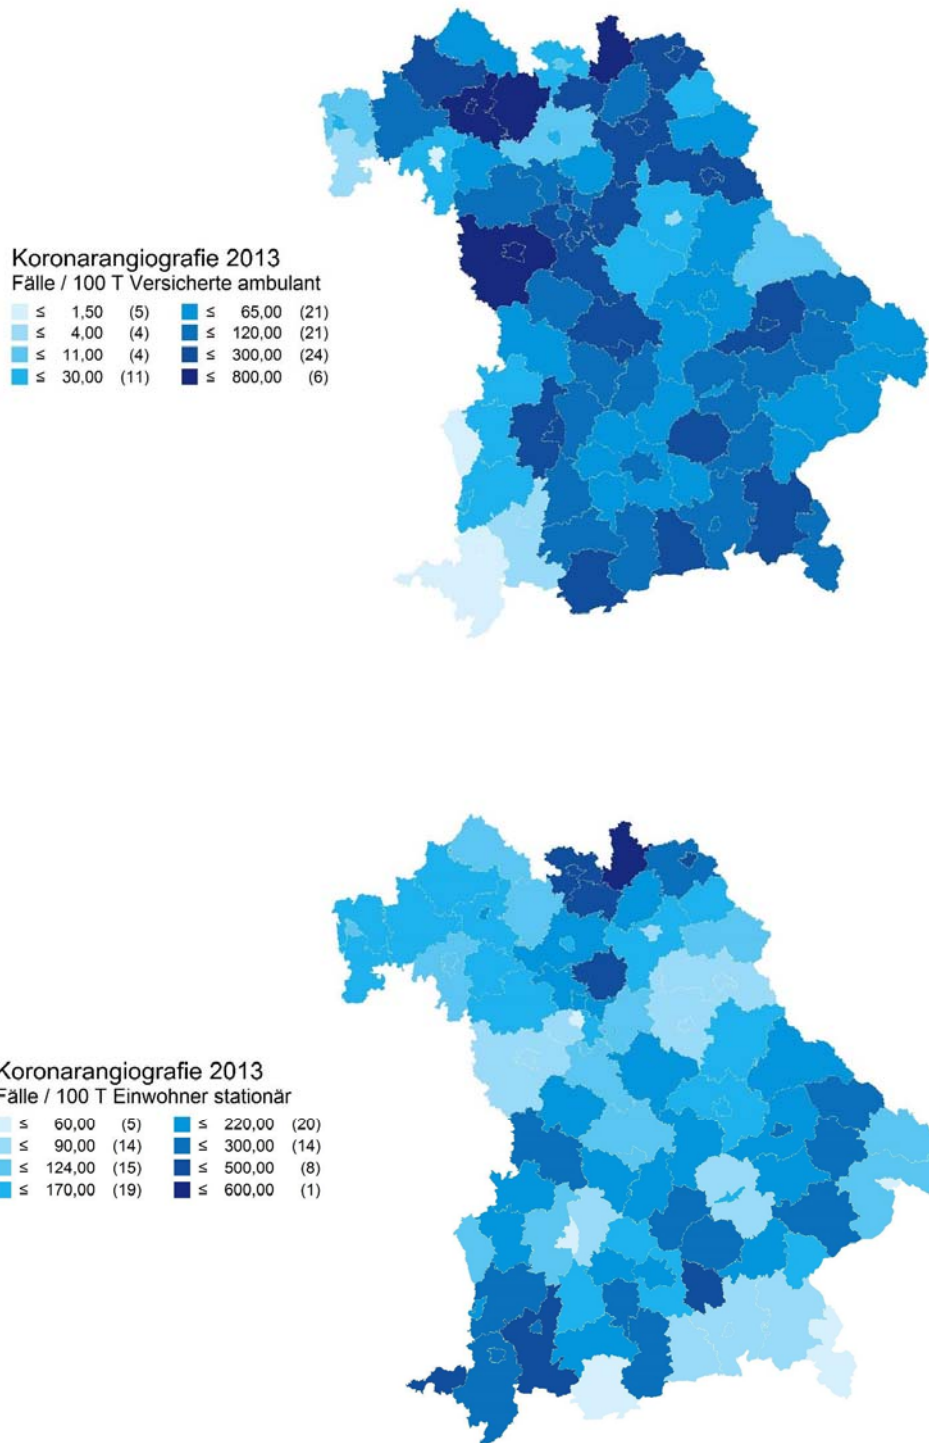 Koronarangiografie 2013
Fälle / 100 T Versicherte ambulant
≤ 1,50 (5) ≤ 65,00 (21)
≤ 4,00 (4) ≤ 120,00 (21)
≤ 11,00 (4) ≤ 300,00 (24)
≤ 30,00 (11) ≤ 800,00 (6)
Koronarangiografie 2013
Fälle / 100 T Einwohner stationär
≤ 60,00 (5) ≤ 220,00 (20)
≤ 90,00 (14) ≤ 300,00 (14)
≤ 124,00 (15) ≤ 500,00 (8)
≤ 170,00 (19) ≤ 600,00 (1)